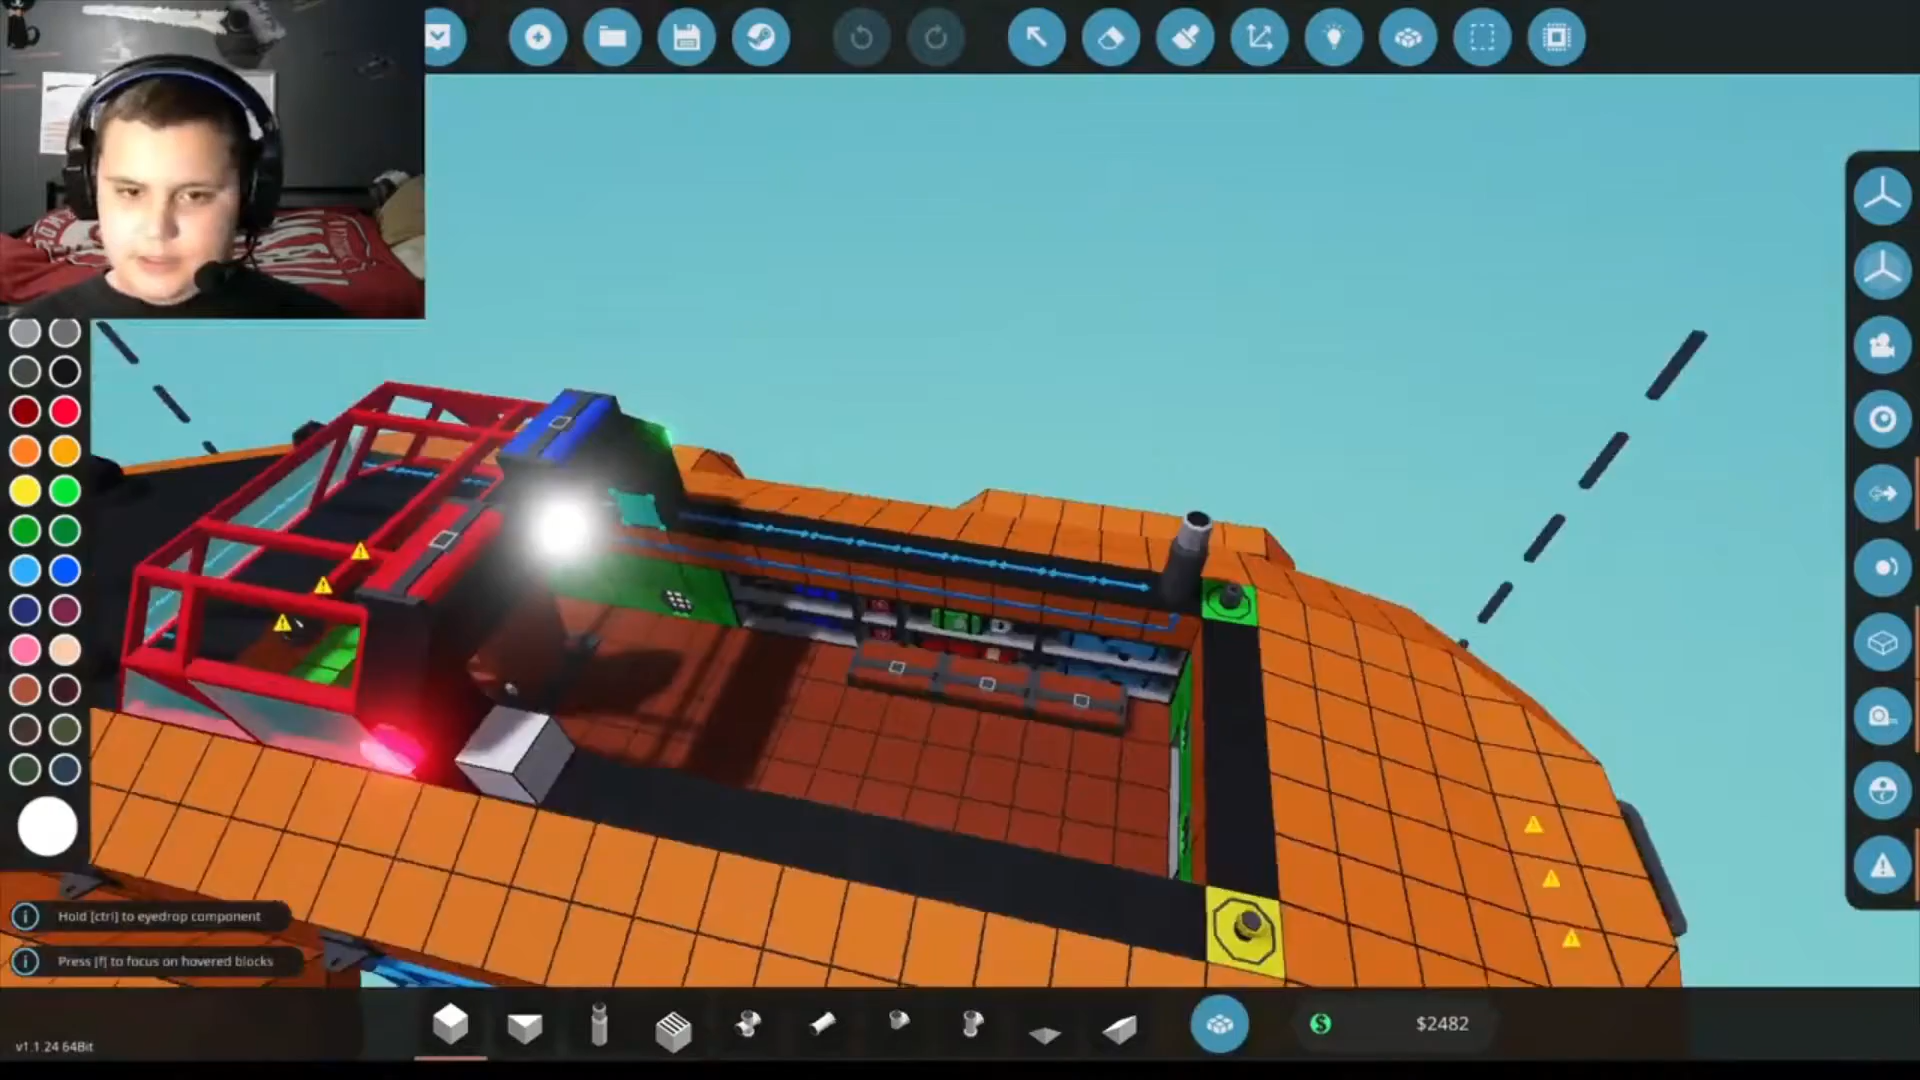 Hold [ctrl] to eyedrop component
Press [f] to focus on hovered blocks
$2482
v1.1.24 64Bit